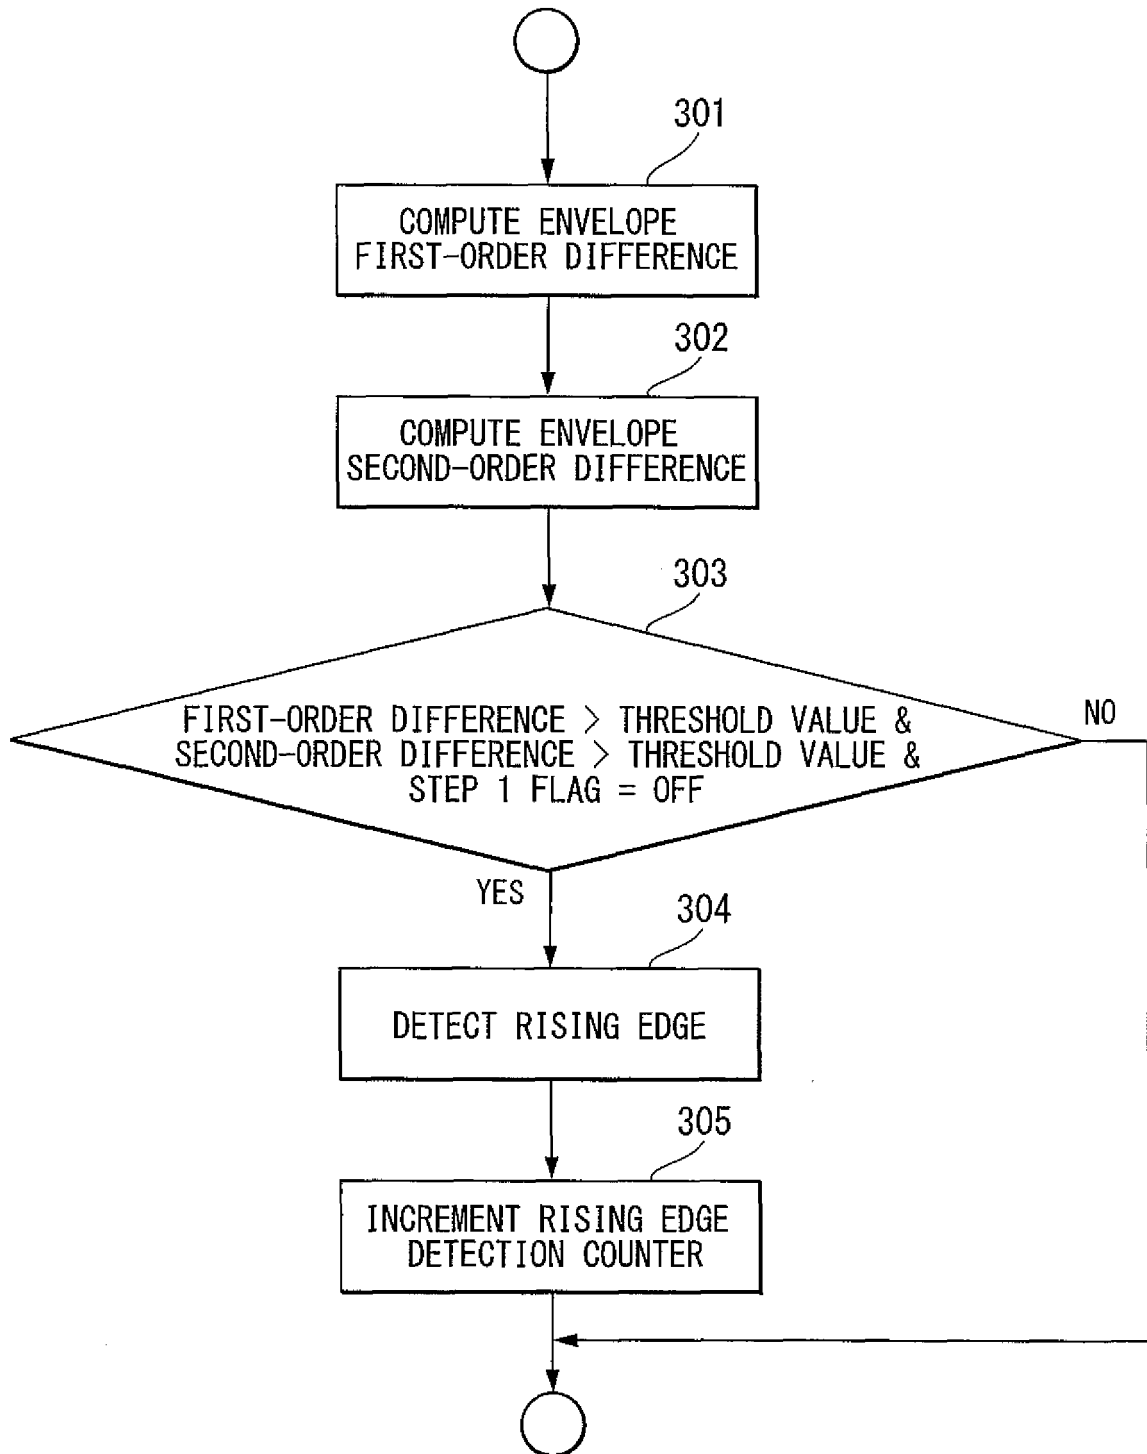 301
COMPUTE ENVELOPE
FIRST-ORDER DIFFERENCE
302
COMPUTE ENVELOPE
SECOND-ORDER DIFFERENCE
303
FIRST-ORDER DIFFERENCE > THRESHOLD VALUE &
SECOND-ORDER DIFFERENCE > THRESHOLD VALUE &
STEP 1 FLAG = OFF
NO
YES
304
DETECT RISING EDGE
305
INCREMENT RISING EDGE
DETECTION COUNTER